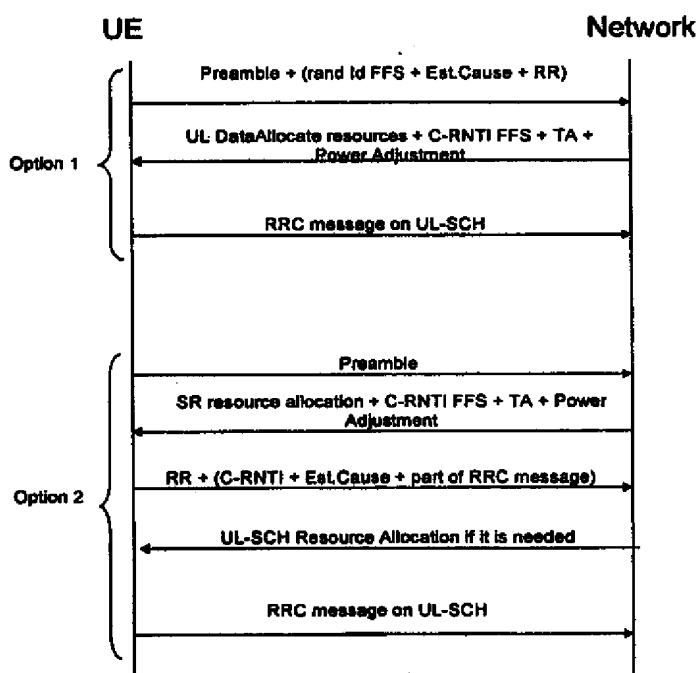 UE
Network
Preamble + (rand Id FFS + Est.Cause + RR)
UL DataAllocate resources + C-RNTI FFS + TA +
Power Adjustment
Option 1
RRC message on UL-SCH
Preamble
SR resource allocation + C-RNTI FFS + TA + Power
Adjustment
RR + (C-RNTI + Est.Cause + part of RRC message)
Option 2
UL-SCH Resource Allocation if it is needed
RRC message on UL-SCH